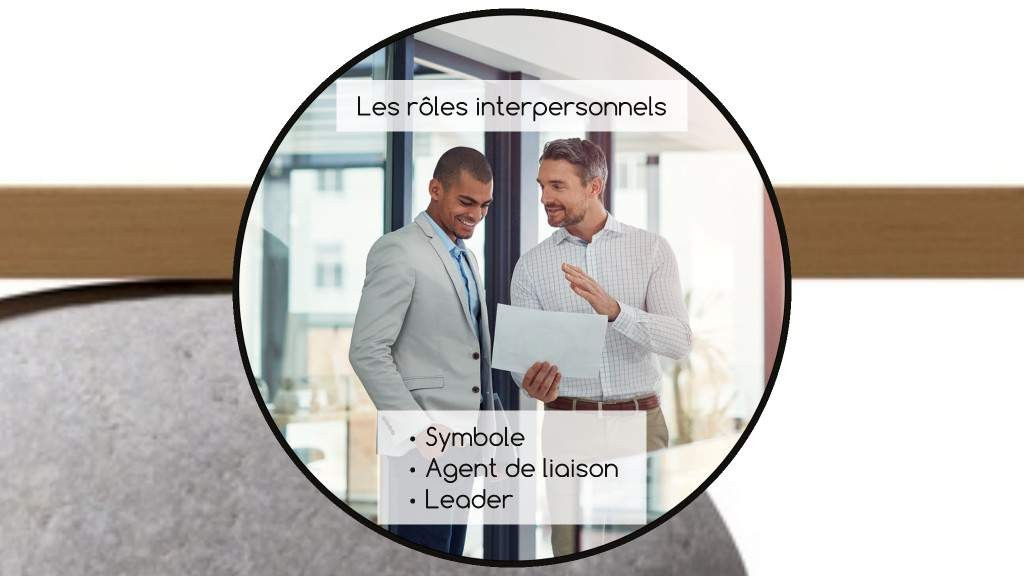 Les rôles interpersonnels
• Symbole
• Agent de liaison
• Leader